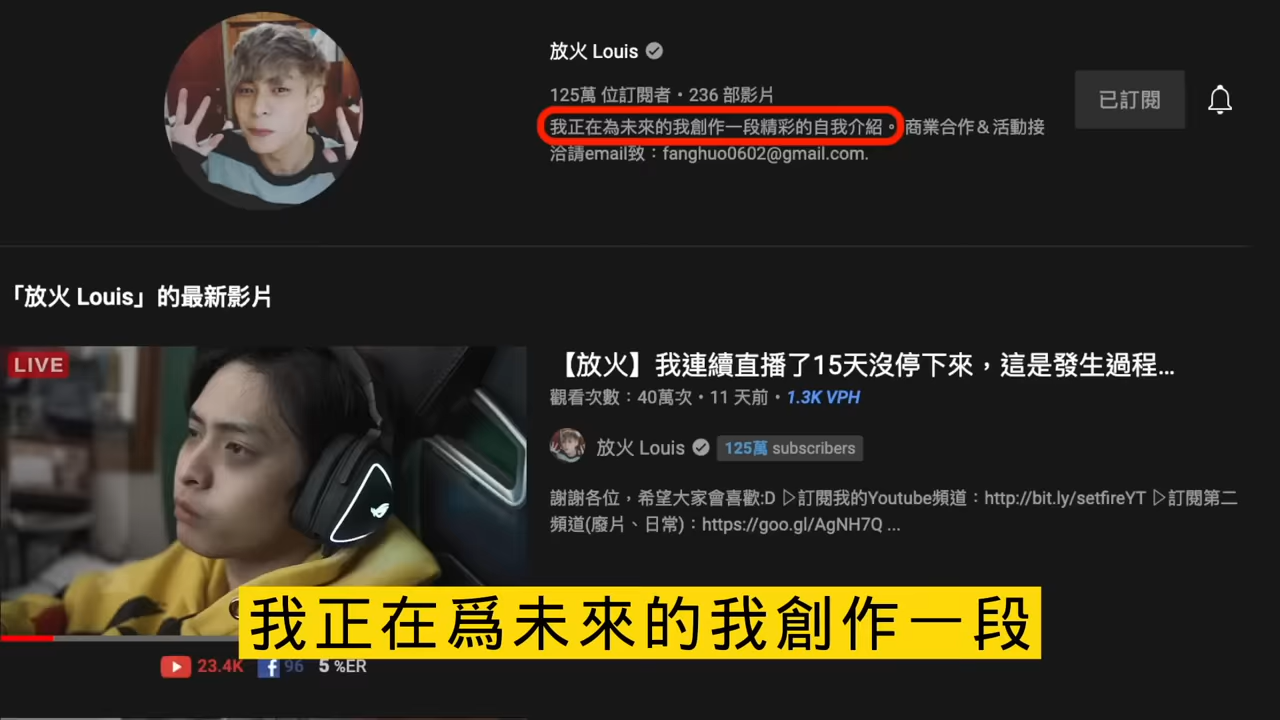 放火 Louis
125萬 位訂閱者・236 部影片
我正在為未來的我創作一段精彩的自我介紹。商業合作＆活動接
洽請email致：fanghuo0602@gmail.com.
已訂閱
「放火 Louis」的最新影片
LIVE
【放火】我連續直播了15天沒停下來，這是發生過程...
觀看次數：40萬次・11 天前・1.3K VPH
放火 Louis 125萬 subscribers
謝謝各位，希望大家會喜歡:D ▷訂閱我的Youtube頻道：http://bit.ly/setfireYT ▷訂閱第二
頻道(廢片、日常)：https://goo.gl/AgNH7Q ...
我正在爲未來的我創作一段
23.4K 96 5 %ER